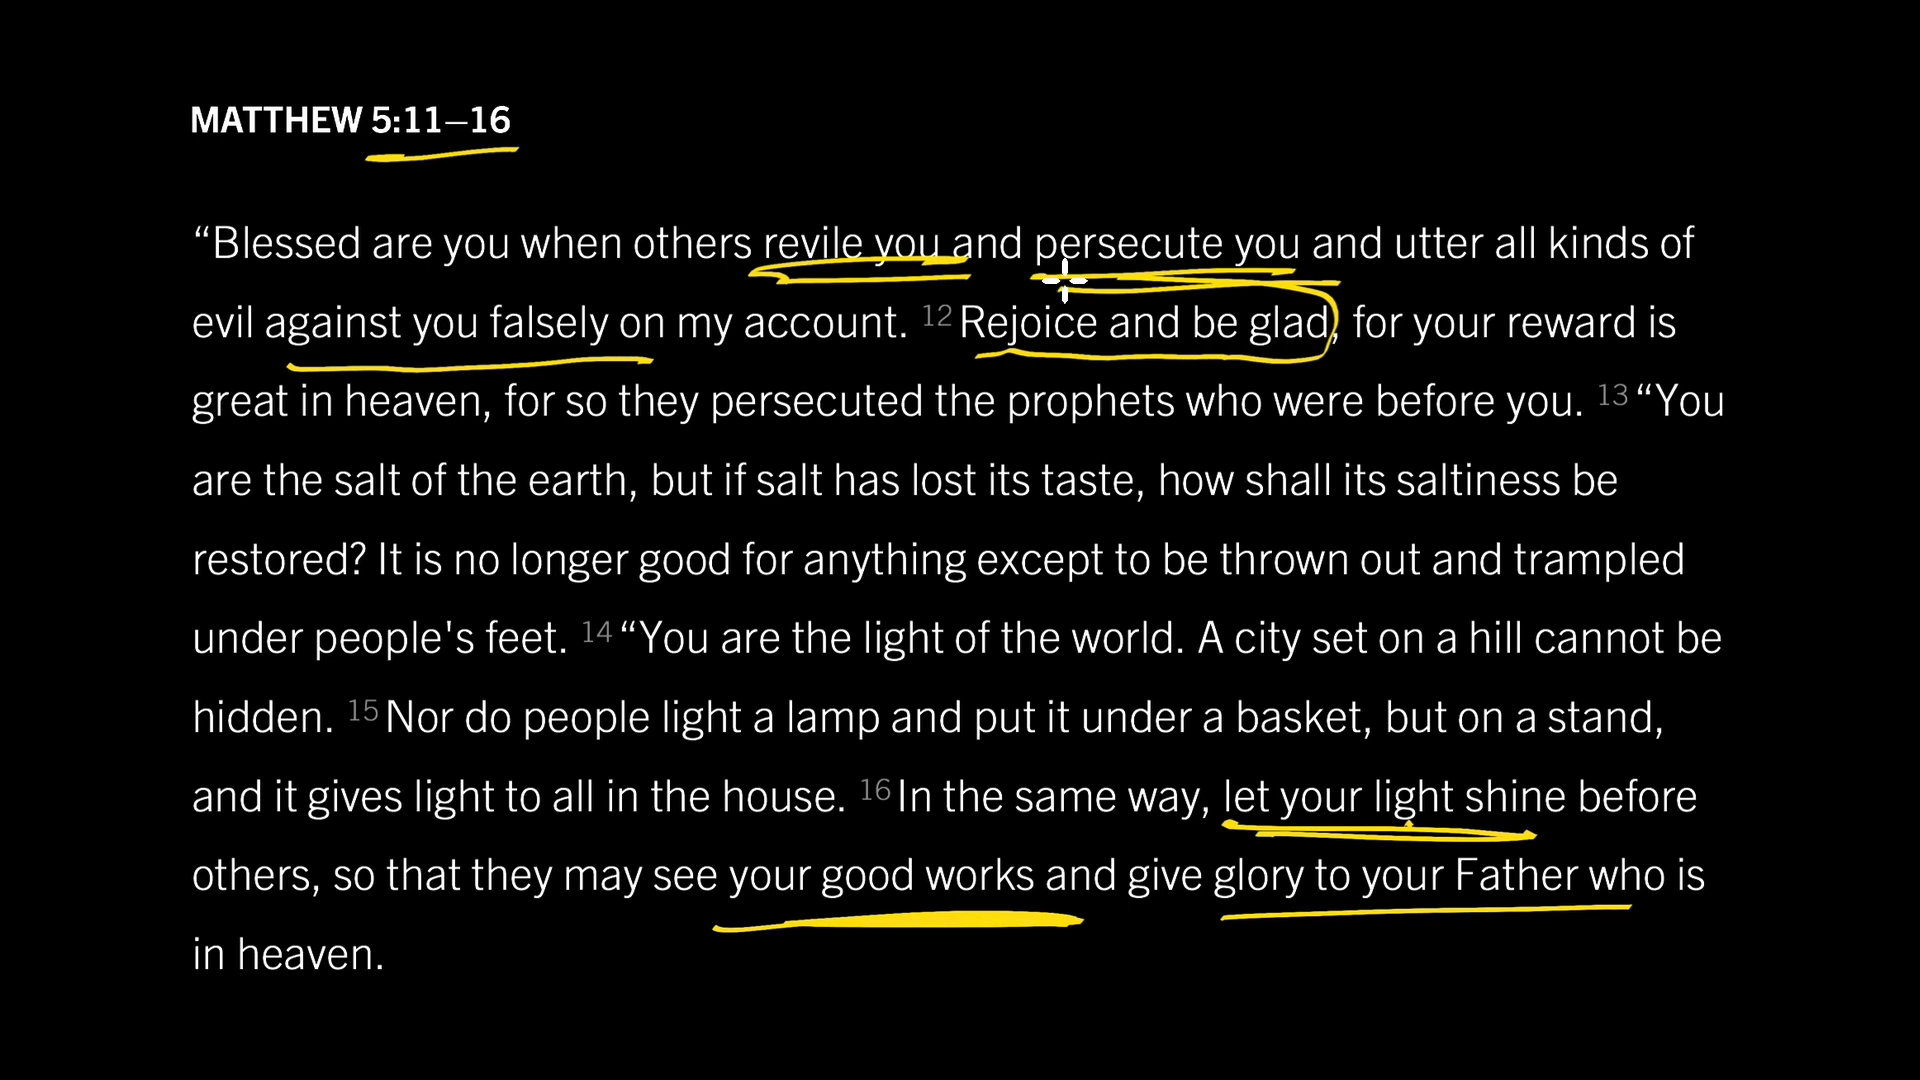 MATTHEW 5:11–16
“Blessed are you when others revile you and persecute you and utter all kinds of
evil against you falsely on my account. 12 Rejoice and be glad, for your reward is
great in heaven, for so they persecuted the prophets who were before you. 13 “You
are the salt of the earth, but if salt has lost its taste, how shall its saltiness be
restored? It is no longer good for anything except to be thrown out and trampled
under people's feet. 14 “You are the light of the world. A city set on a hill cannot be
hidden. 15 Nor do people light a lamp and put it under a basket, but on a stand,
and it gives light to all in the house. 16 In the same way, let your light shine before
others, so that they may see your good works and give glory to your Father who is
in heaven.